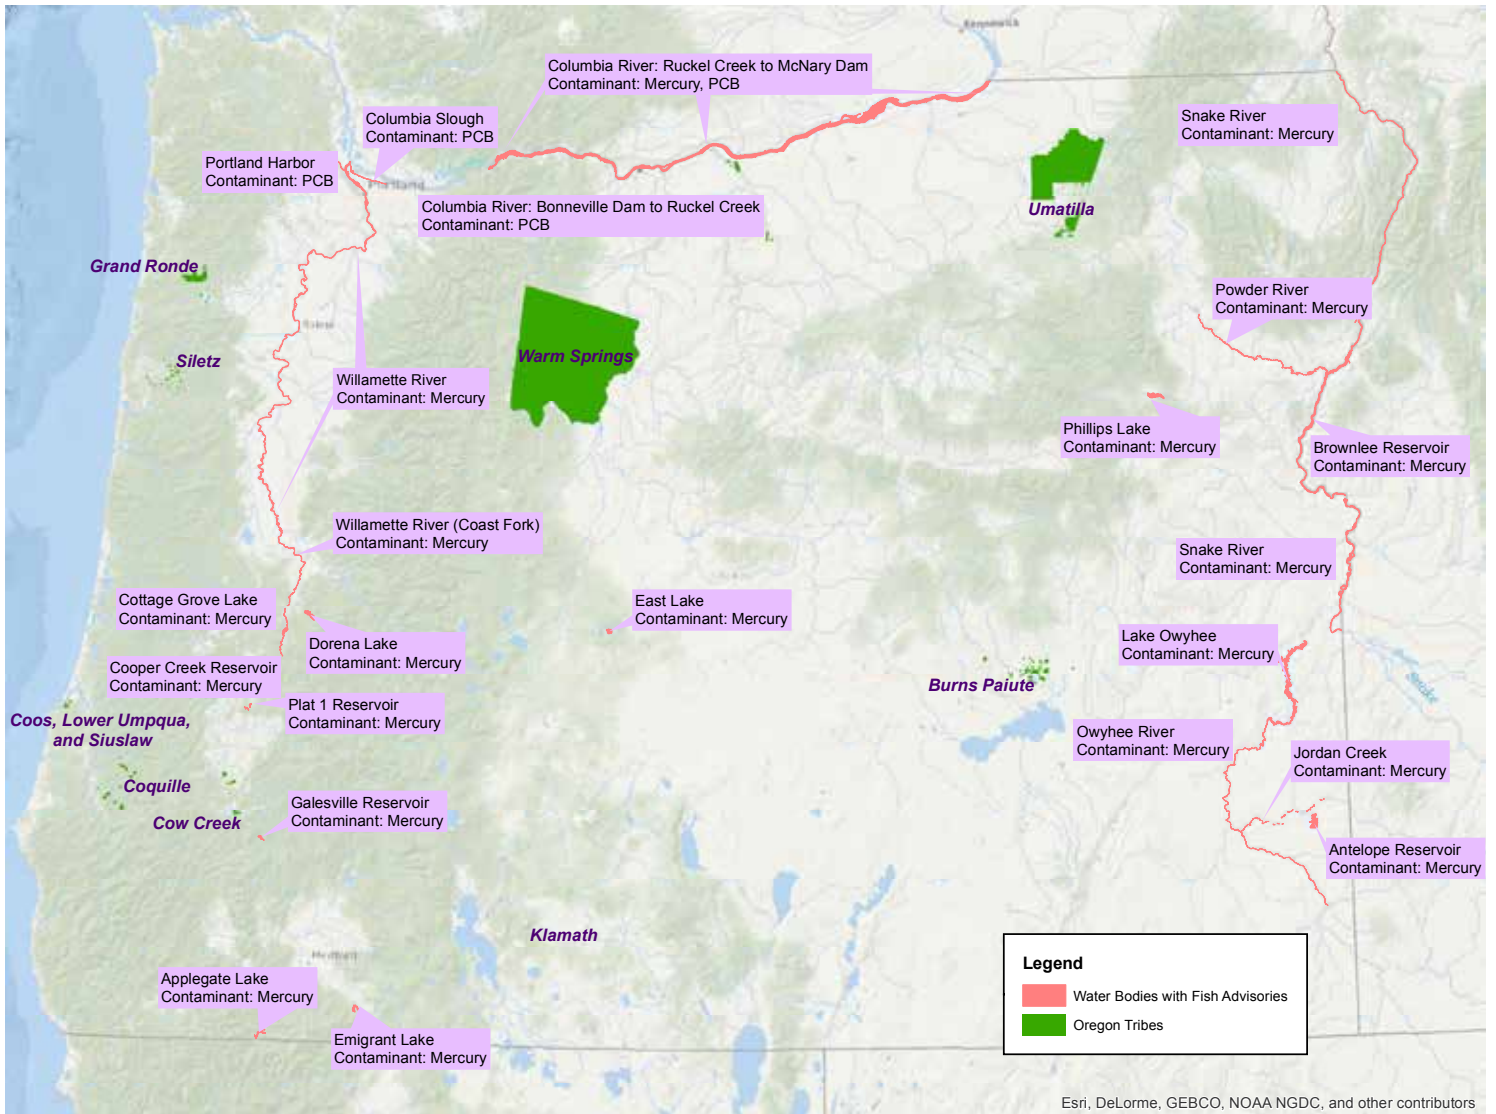 Kennewick
Columbia River: Ruckel Creek to McNary Dam
Contaminant: Mercury, PCB
Columbia Slough
Contaminant: PCB
Snake River
Contaminant: Mercury
Portland Harbor
Contaminant: PCB
Portland
Columbia River: Bonneville Dam to Ruckel Creek
Contaminant: PCB
Umatilla
Grand Ronde
Powder River
Contaminant: Mercury
Salem
Siletz
Warm Springs
Willamette River
Contaminant: Mercury
Phillips Lake
Contaminant: Mercury
Brownlee Reservoir
Contaminant: Mercury
Willamette River (Coast Fork)
Contaminant: Mercury
Snake River
Contaminant: Mercury
Cottage Grove Lake
Contaminant: Mercury
East Lake
Contaminant: Mercury
Dorena Lake
Contaminant: Mercury
Lake Owyhee
Contaminant: Mercury
Cooper Creek Reservoir
Contaminant: Mercury
Burns Paiute
Snake
Plat 1 Reservoir
Contaminant: Mercury
Coos, Lower Umpqua,
and Siuslaw
Owyhee River
Contaminant: Mercury
Jordan Creek
Contaminant: Mercury
Coquille
Galesville Reservoir
Contaminant: Mercury
Cow Creek
Antelope Reservoir
Contaminant: Mercury
Klamath
Medford
Applegate Lake
Contaminant: Mercury
Emigrant Lake
Contaminant: Mercury
Legend
Water Bodies with Fish Advisories
Oregon Tribes
Esri, DeLorme, GEBCO, NOAA NGDC, and other contributors